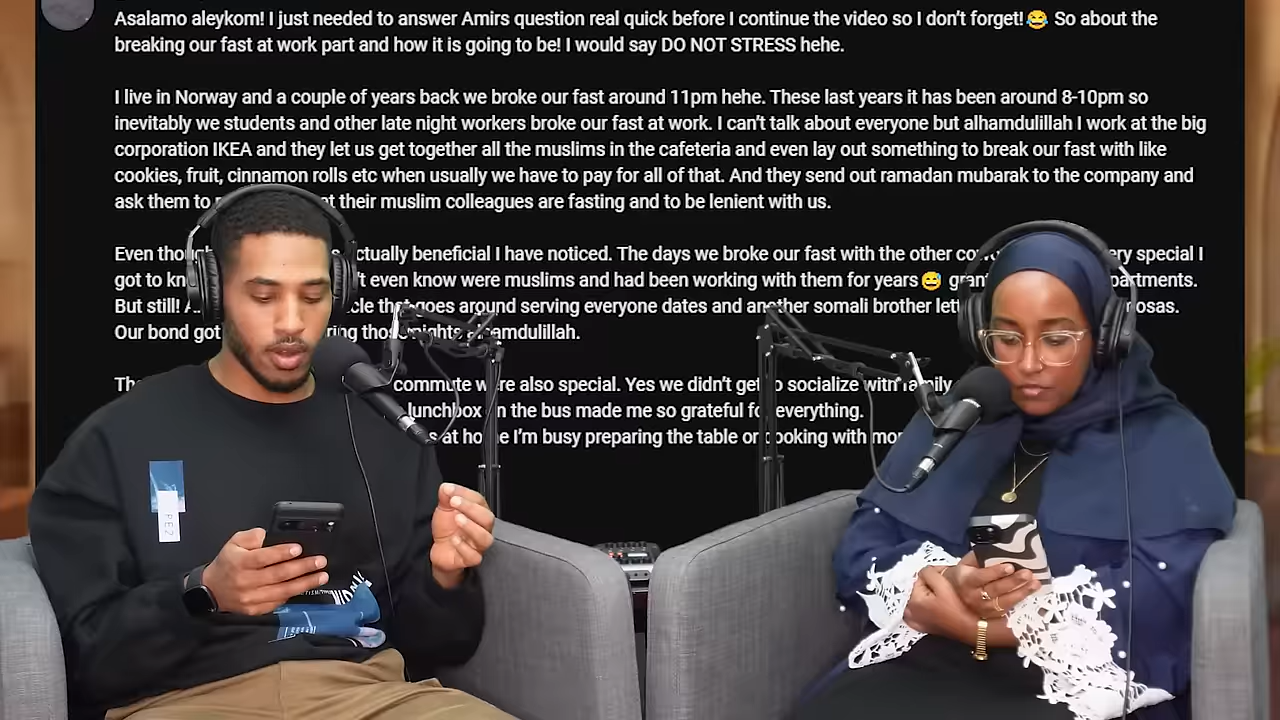 Asalamo aleykom! I just needed to answer Amirs question real quick before I continue the video so I don't forget!😂 So about the
breaking our fast at work part and how it is going to be! I would say DO NOT STRESS hehe.
I live in Norway and a couple of years back we broke our fast around 11pm hehe. These last years it has been around 8-10pm so
inevitably we students and other late night workers broke our fast at work. I can't talk about everyone but alhamdulillah I work at the big
corporation IKEA and they let us get together all the muslims in the cafeteria and even lay out something to break our fast with like
cookies, fruit, cinnamon rolls etc when usually we have to pay for all of that. And they send out ramadan mubarak to the company and
ask them to their muslim colleagues are fasting and to be lenient with us.
Even beneficial I have noticed. The days we broke our fast with the other special I
got to even know were muslims and had been working with them for years 😅
But still! goes around serving everyone dates and another somali brother
Our bond got those nights alhamdulillah.
commute were also special. Yes we didn't get to socialize with family
lunchbox on the bus made me so grateful for everything.
at home I'm busy preparing the table or cooking with
PE7